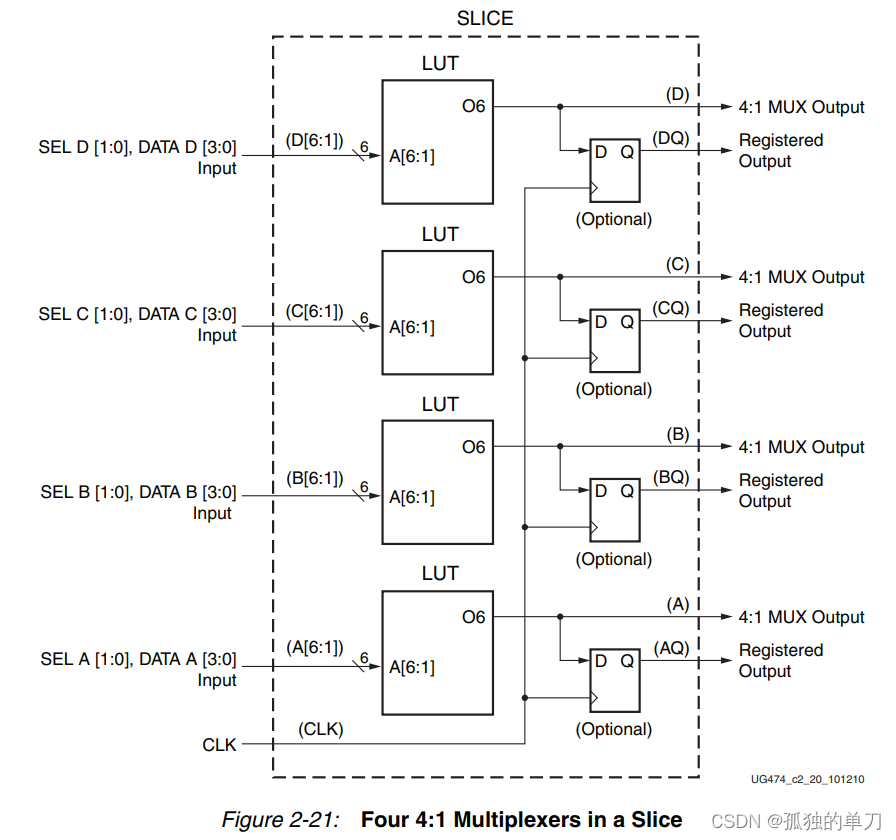 SLICE
LUT
SEL D [1:0], DATA D [3:0]
Input
(D[6:1])
6
A[6:1]
O6
(D)
4:1 MUX Output
D Q
(DQ)
Registered
Output
(Optional)
LUT
SEL C [1:0], DATA C [3:0]
Input
(C[6:1])
6
A[6:1]
O6
(C)
4:1 MUX Output
D Q
(CQ)
Registered
Output
(Optional)
LUT
SEL B [1:0], DATA B [3:0]
Input
(B[6:1])
6
A[6:1]
O6
(B)
4:1 MUX Output
D Q
(BQ)
Registered
Output
(Optional)
LUT
SEL A [1:0], DATA A [3:0]
Input
(A[6:1])
6
A[6:1]
O6
(A)
4:1 MUX Output
D Q
(AQ)
Registered
Output
(Optional)
CLK
(CLK)
UG474_c2_20_101210
Figure 2-21: Four 4:1 Multiplexers in a Slice
CSDN @孤独的单刀